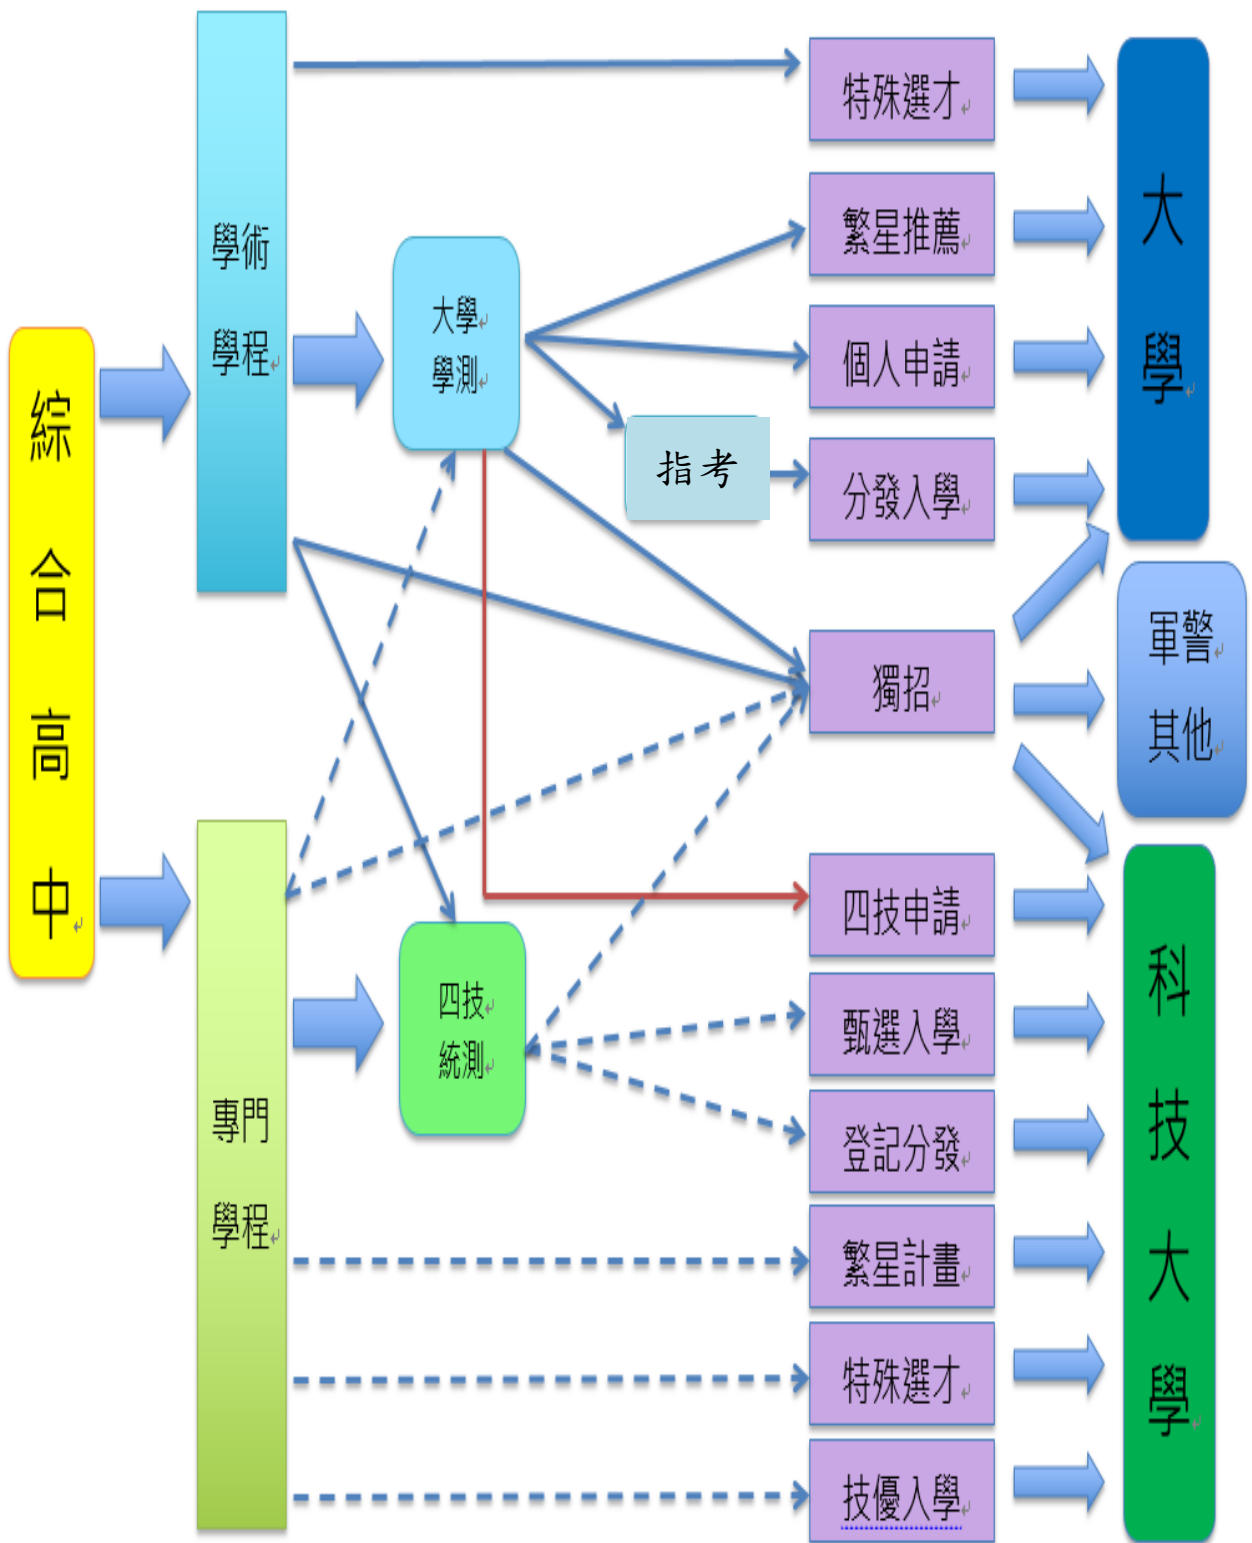 綜
合
高
中
學術
學程
專門
學程
大學
學測
四技
統測
指考
特殊選才
繁星推薦
個人申請
分發入學
獨招
四技申請
甄選入學
登記分發
繁星計畫
特殊選才
技優入學
大
學
軍警
其他
科
技
大
學